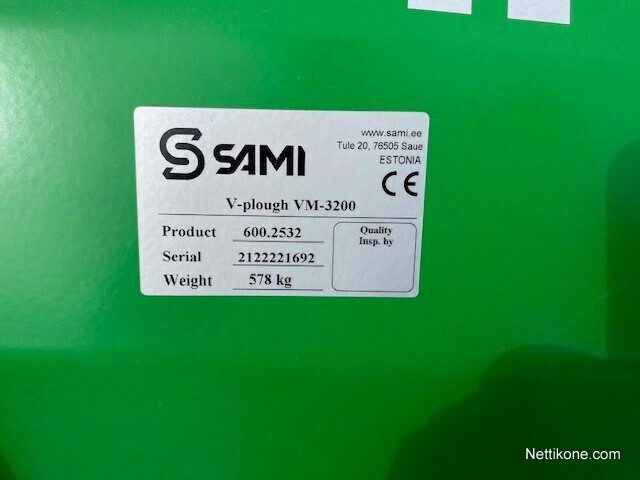 SAMI
www.sami.ee
Tule 20, 76505 Saue
ESTONIA
CE
V-plough VM-3200
Product 600.2532
Serial 2122221692
Weight 578 kg
Quality
Insp. by
Nettikone.com